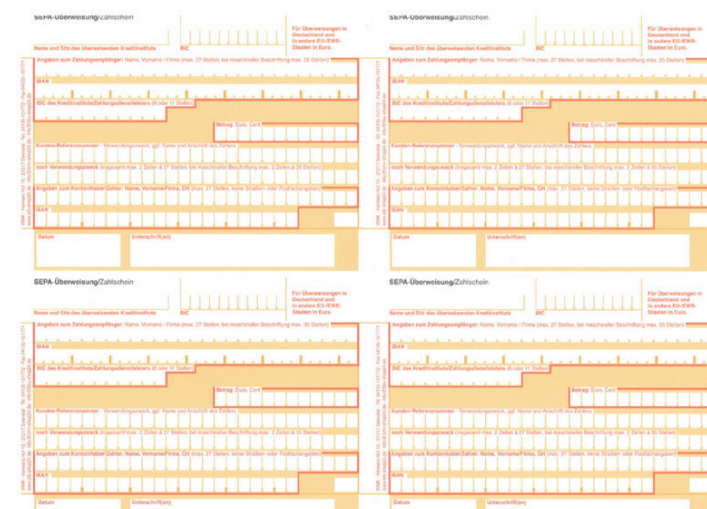 SEPA-Überweisung/Zahlschein
Für Überweisungen in
Deutschland und
in andere EU-/EWR-
Staaten in Euro.
Name und Sitz des überweisenden Kreditinstituts
BIC
Angaben zum Zahlungsempfänger: Name, Vorname / Firma (max. 27 Stellen, bei maschineller Beschriftung max. 35 Stellen)
IBAN
BIC des Kreditinstituts/Zahlungsdienstleisters (8 oder 11 Stellen)
Betrag: Euro, Cent
Kunden-Referenznummer - Verwendungszweck, ggf. Name und Anschrift des Zahlers
noch Verwendungszweck (insgesamt max. 2 Zeilen à 27 Stellen, bei maschineller Beschriftung max. 2 Zeilen à 35 Stellen)
Angaben zum Kontoinhaber/Zahler: Name, Vorname/Firma, Ort (max. 27 Stellen, keine Straßen- oder Postfachangaben)
IBAN
Datum
Unterschrift(en)
SEPA-Überweisung/Zahlschein
Für Überweisungen in
Deutschland und
in andere EU-/EWR-
Staaten in Euro.
Name und Sitz des überweisenden Kreditinstituts
BIC
Angaben zum Zahlungsempfänger: Name, Vorname / Firma (max. 27 Stellen, bei maschineller Beschriftung max. 35 Stellen)
IBAN
BIC des Kreditinstituts/Zahlungsdienstleisters (8 oder 11 Stellen)
Betrag: Euro, Cent
Kunden-Referenznummer - Verwendungszweck, ggf. Name und Anschrift des Zahlers
noch Verwendungszweck (insgesamt max. 2 Zeilen à 27 Stellen, bei maschineller Beschriftung max. 2 Zeilen à 35 Stellen)
Angaben zum Kontoinhaber/Zahler: Name, Vorname/Firma, Ort (max. 27 Stellen, keine Straßen- oder Postfachangaben)
IBAN
Datum
Unterschrift(en)
SEPA-Überweisung/Zahlschein
Für Überweisungen in
Deutschland und
in andere EU-/EWR-
Staaten in Euro.
Name und Sitz des überweisenden Kreditinstituts
BIC
Angaben zum Zahlungsempfänger: Name, Vorname / Firma (max. 27 Stellen, bei maschineller Beschriftung max. 35 Stellen)
IBAN
BIC des Kreditinstituts/Zahlungsdienstleisters (8 oder 11 Stellen)
Betrag: Euro, Cent
Kunden-Referenznummer - Verwendungszweck, ggf. Name und Anschrift des Zahlers
noch Verwendungszweck (insgesamt max. 2 Zeilen à 27 Stellen, bei maschineller Beschriftung max. 2 Zeilen à 35 Stellen)
Angaben zum Kontoinhaber/Zahler: Name, Vorname/Firma, Ort (max. 27 Stellen, keine Straßen- oder Postfachangaben)
IBAN
Datum
Unterschrift(en)
SEPA-Überweisung/Zahlschein
Für Überweisungen in
Deutschland und
in andere EU-/EWR-
Staaten in Euro.
Name und Sitz des überweisenden Kreditinstituts
BIC
Angaben zum Zahlungsempfänger: Name, Vorname / Firma (max. 27 Stellen, bei maschineller Beschriftung max. 35 Stellen)
IBAN
BIC des Kreditinstituts/Zahlungsdienstleisters (8 oder 11 Stellen)
Betrag: Euro, Cent
Kunden-Referenznummer - Verwendungszweck, ggf. Name und Anschrift des Zahlers
noch Verwendungszweck (insgesamt max. 2 Zeilen à 27 Stellen, bei maschineller Beschriftung max. 2 Zeilen à 35 Stellen)
Angaben zum Kontoinhaber/Zahler: Name, Vorname/Firma, Ort (max. 27 Stellen, keine Straßen- oder Postfachangaben)
IBAN
Datum
Unterschrift(en)